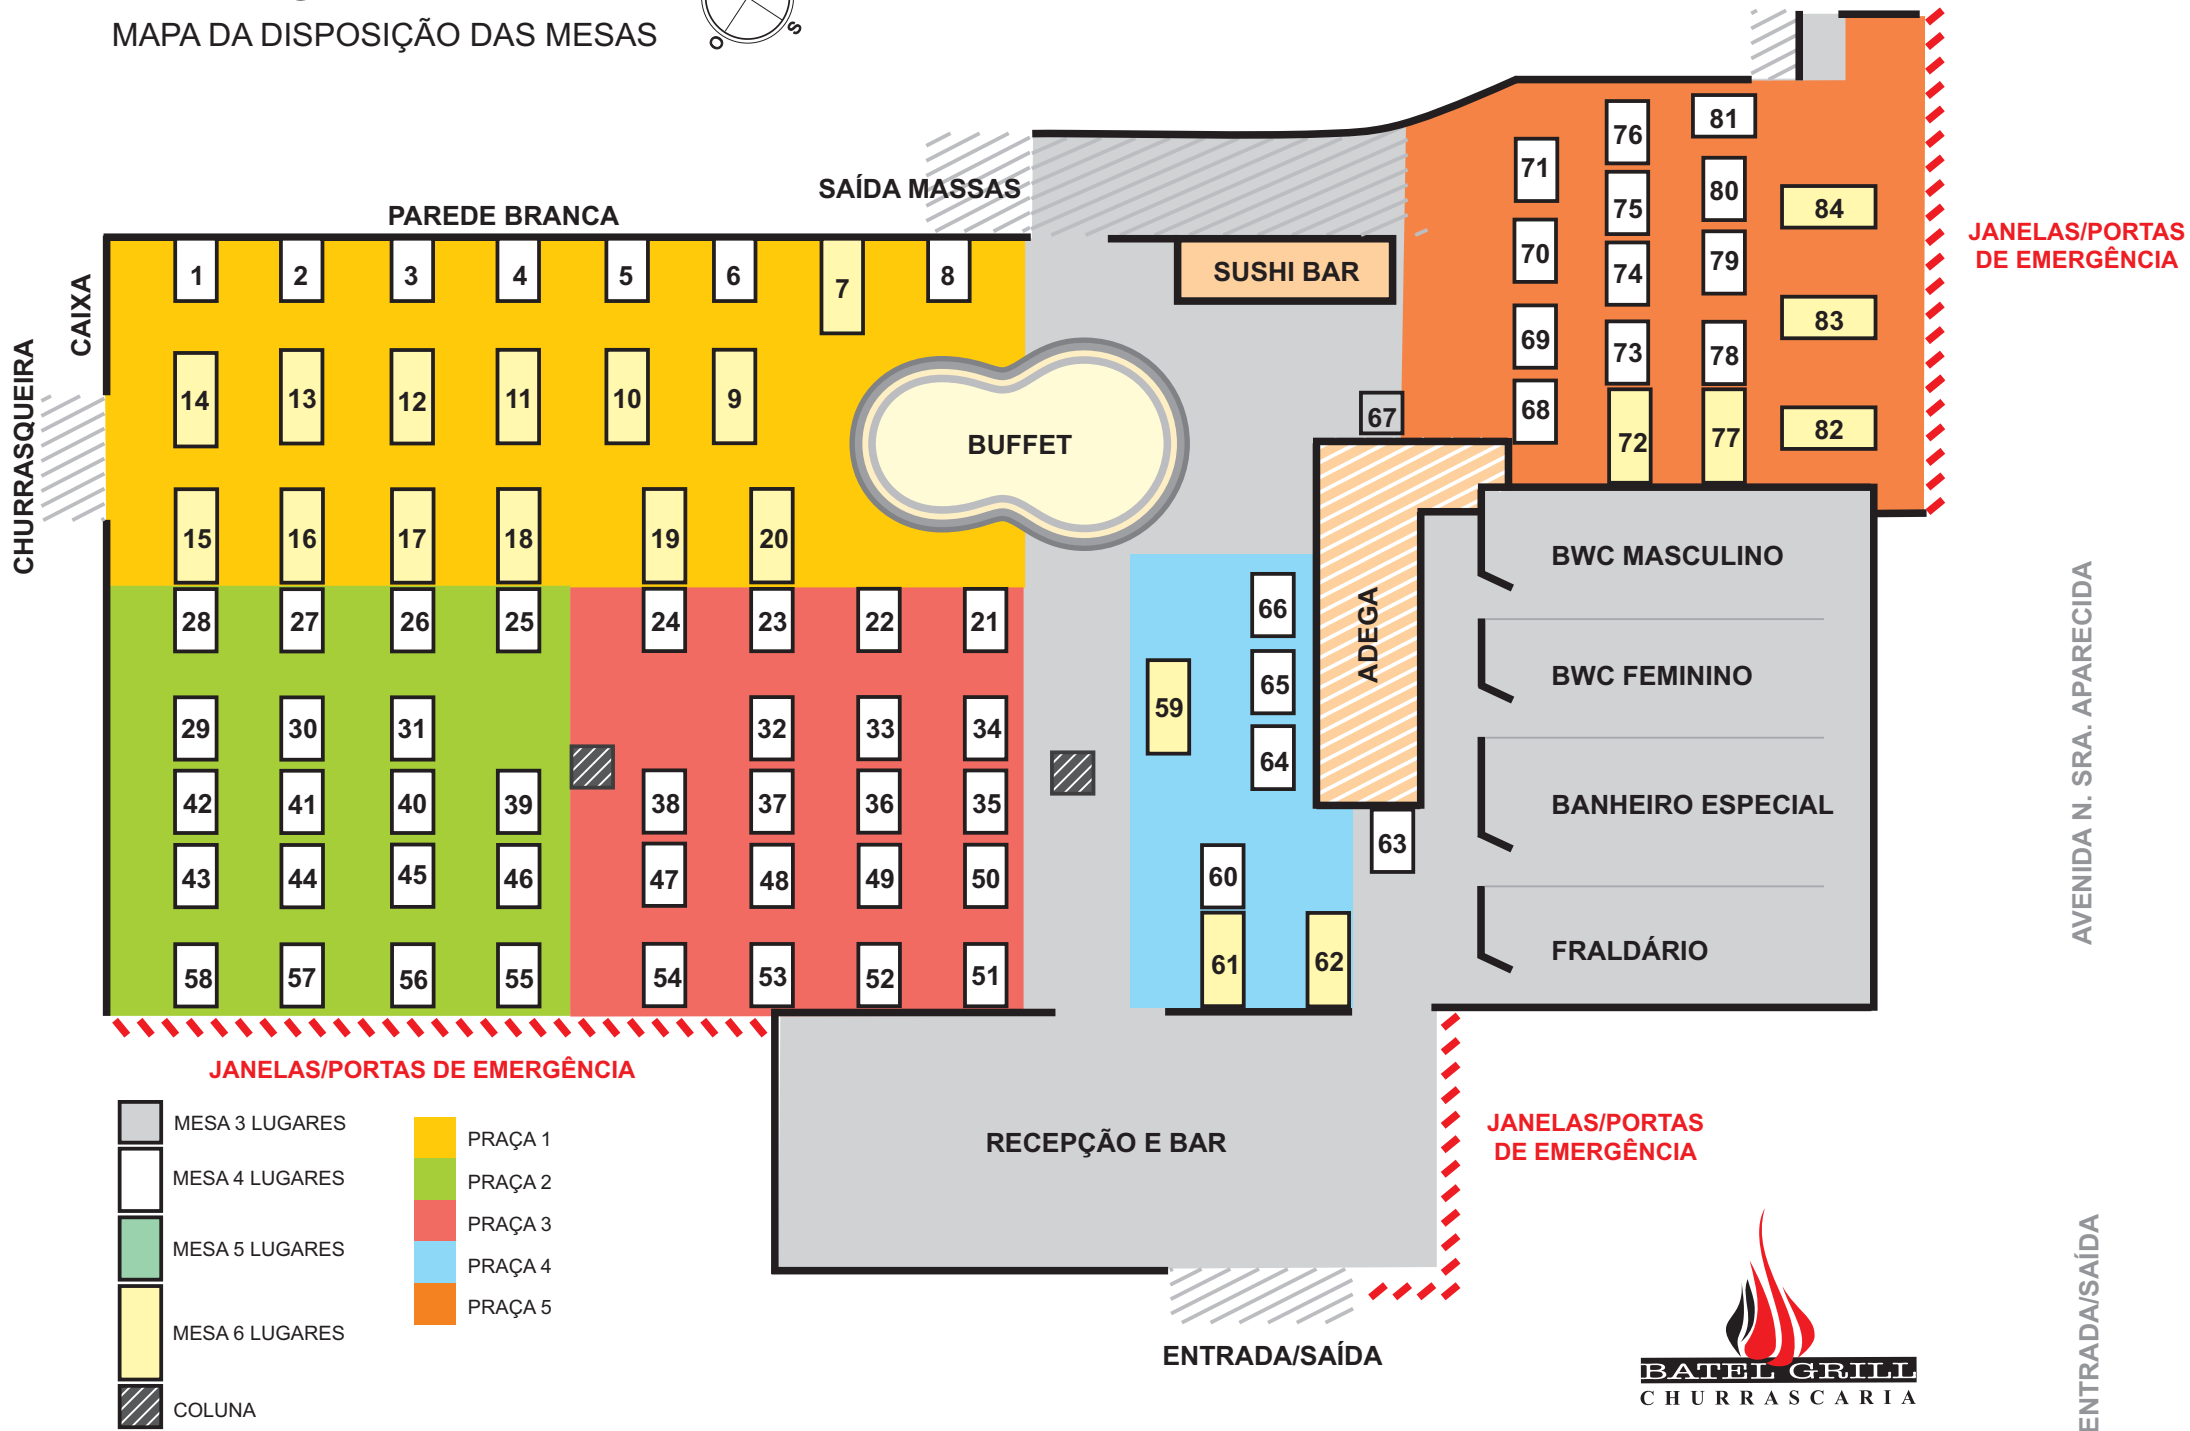 MAPA DA DISPOSIÇÃO DAS MESAS
O
S
SAÍDA MASSAS
PAREDE BRANCA
CAIXA
CHURRASQUEIRA
1 2 3 4 5 6 7 8
14 13 12 11 10 9
15 16 17 18 19 20
28 27 26 25 24 23 22 21
29 30 31 32 33 34
42 41 40 39 38 37 36 35
43 44 45 46 47 48 49 50
58 57 56 55 54 53 52 51
BUFFET
SUSHI BAR
67
ADEGA
66
65
64
59
63
60
61 62
71
70
69
68
76
75
74
73
72
81
80
79
78
77
84
83
82
JANELAS/PORTAS
DE EMERGÊNCIA
BWC MASCULINO
BWC FEMININO
BANHEIRO ESPECIAL
FRALDÁRIO
AVENIDA N. SRA. APARECIDA
JANELAS/PORTAS DE EMERGÊNCIA
RECEPÇÃO E BAR
JANELAS/PORTAS
DE EMERGÊNCIA
ENTRADA/SAÍDA
MESA 3 LUGARES
MESA 4 LUGARES
MESA 5 LUGARES
MESA 6 LUGARES
COLUNA
PRAÇA 1
PRAÇA 2
PRAÇA 3
PRAÇA 4
PRAÇA 5
BATEL GRILL
CHURRASCARIA
ENTRADA/SAÍDA